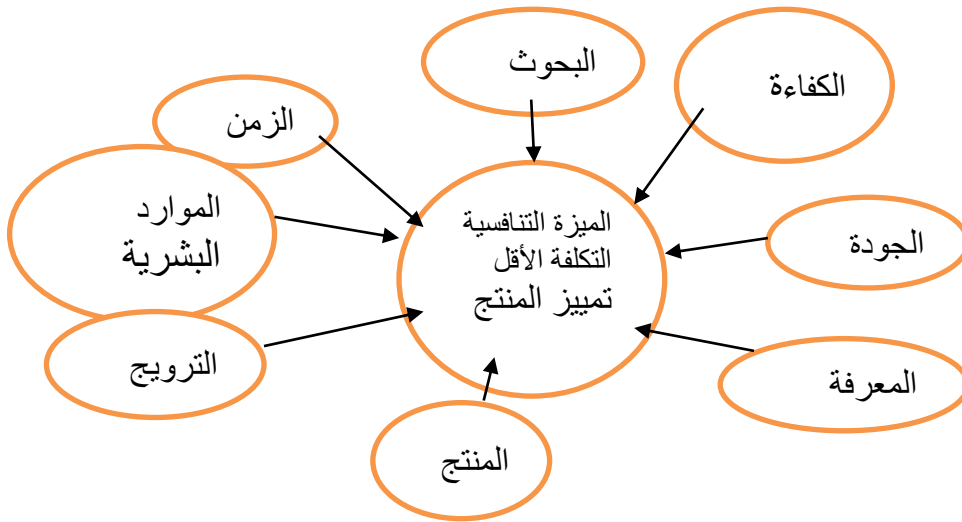 البحوث
الكفاءة
الزمن
الموارد
البشرية
الميزة التنافسية
التكلفة الأقل
تمييز المنتج
الجودة
الترويج
المعرفة
المنتج